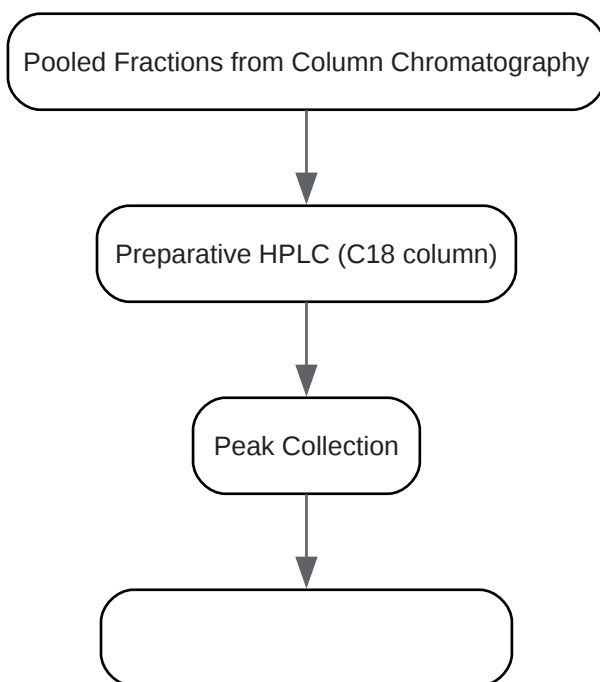 Pooled Fractions from Column Chromatography
Preparative HPLC (C18 column)
Peak Collection